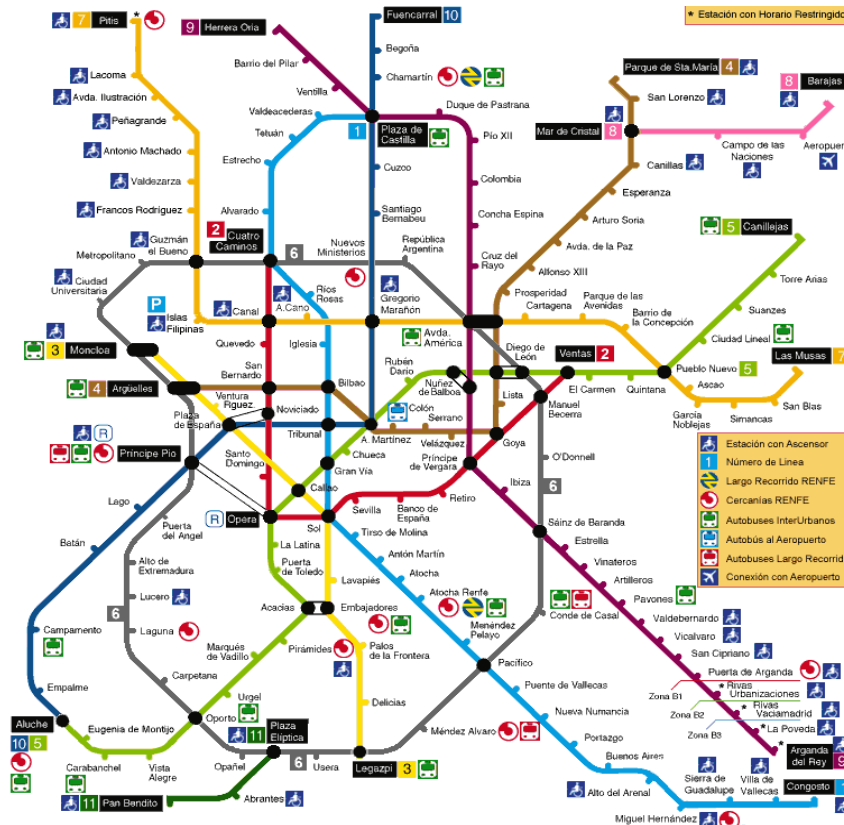 7 Pitis *
9 Herrera Oria
Fuencarral 10
* Estación con Horario Restringido
Barrio del Pilar
Begoña
Parque de Sta.María 4
8
Barajas
Lacoma
Ventilla
Chamartín
Avda. Ilustración
San Lorenzo
Valdeacederas
Duque de Pastrana
Peñagrande
Tetuán
1
Plaza de
Castilla
Pío XII
Mar de Cristal
8
Antonio Machado
Estrecho
Cuzco
Canillas
Campo de las
Naciones
Valdezarza
Colombia
Esperanza
Francos Rodríguez
Alvarado
Santiago
Bernabeu
Concha Espina
Arturo Soria
2
Cuatro
Caminos
Guzmán
el Bueno
6
Nuevos
Ministerios
República
Argentina
Avda. de la Paz
5 Canillejas
Metropolitano
Cruz del
Rayo
Alfonso XIII
Ciudad
Universitaria
Ríos
Rosas
Gregorio
Marañón
Prosperidad
Parque de las
Avenidas
Torre Arias
P
Islas
Filipinas
Canal
A.Cano
Cartagena
Barrio de
la Concepción
Suanzes
Quevedo
Iglesia
Avda.
América
Diego de
León
Ventas 2
Ciudad Lineal
3 Moncloa
Rubén
Darío
Las Musas 7
San
Bernardo
Bilbao
Pueblo Nuevo 5
4 Argüelles
Nuñez
de Balboa
El Carmen
Quintana
Ascao
Ventura
Rguez.
Noviciado
Colón
Lista
Manuel
Becerra
San Blas
Plaza
de España
Serrano
García
Noblejas
Simancas
R
Tribunal
A. Martínez
Velázquez
Goya
Príncipe Pío
Chueca
O'Donnell
Estación con Ascensor
Santo
Domingo
Gran Vía
Príncipe
de Vergara
1 Número de Linea
Callao
Retiro
Ibiza
6
Largo Recorrido RENFE
Lago
Banco de
España
Cercanías RENFE
R Opera
Sol
Sevilla
Sáinz de Baranda
Autobuses InterUrbanos
Puerta
del Angel
Tirso de Molina
Estrella
Autobús al Aeropuerto
Batán
La Latina
Antón Martín
Vinateros
Autobuses Largo Recorrid
Alto de
Extremadura
Puerta
de Toledo
Lavapiés
Atocha
Artilleros
Conexión con Aeropuerto
Lucero
Atocha Renfe
Pavones
6
Acacias
Embajadores
Menéndez
Pelayo
Conde de Casal
Valdebernardo
Campamento
Laguna
Vicalvaro
Marqués
de Vadillo
Pirámides
Palos
de la Frontera
San Cipriano
Carpetana
Pacífico
Puerta de Arganda
Zona B1
* Rivas
Urbanizaciones
Empalme
Urgel
Delicias
Puente de Vallecas
Zona B2
* Rivas
Vaciamadrid
Aluche
10 5
Oporto
Plaza
Elíptica
11
Nueva Numancia
Zona B3
* La Poveda
Eugenia de Montijo
Méndez Alvaro
Portazgo
* Arganda
del Rey 9
Carabanchel
Vista
Alegre
Opañel
6
Usera
Legazpi 3
Buenos Aires
11 Pan Bendito
Abrantes
Alto del Arenal
Sierra de
Guadalupe
Villa de
Vallecas
Congosto
Miguel Hernández